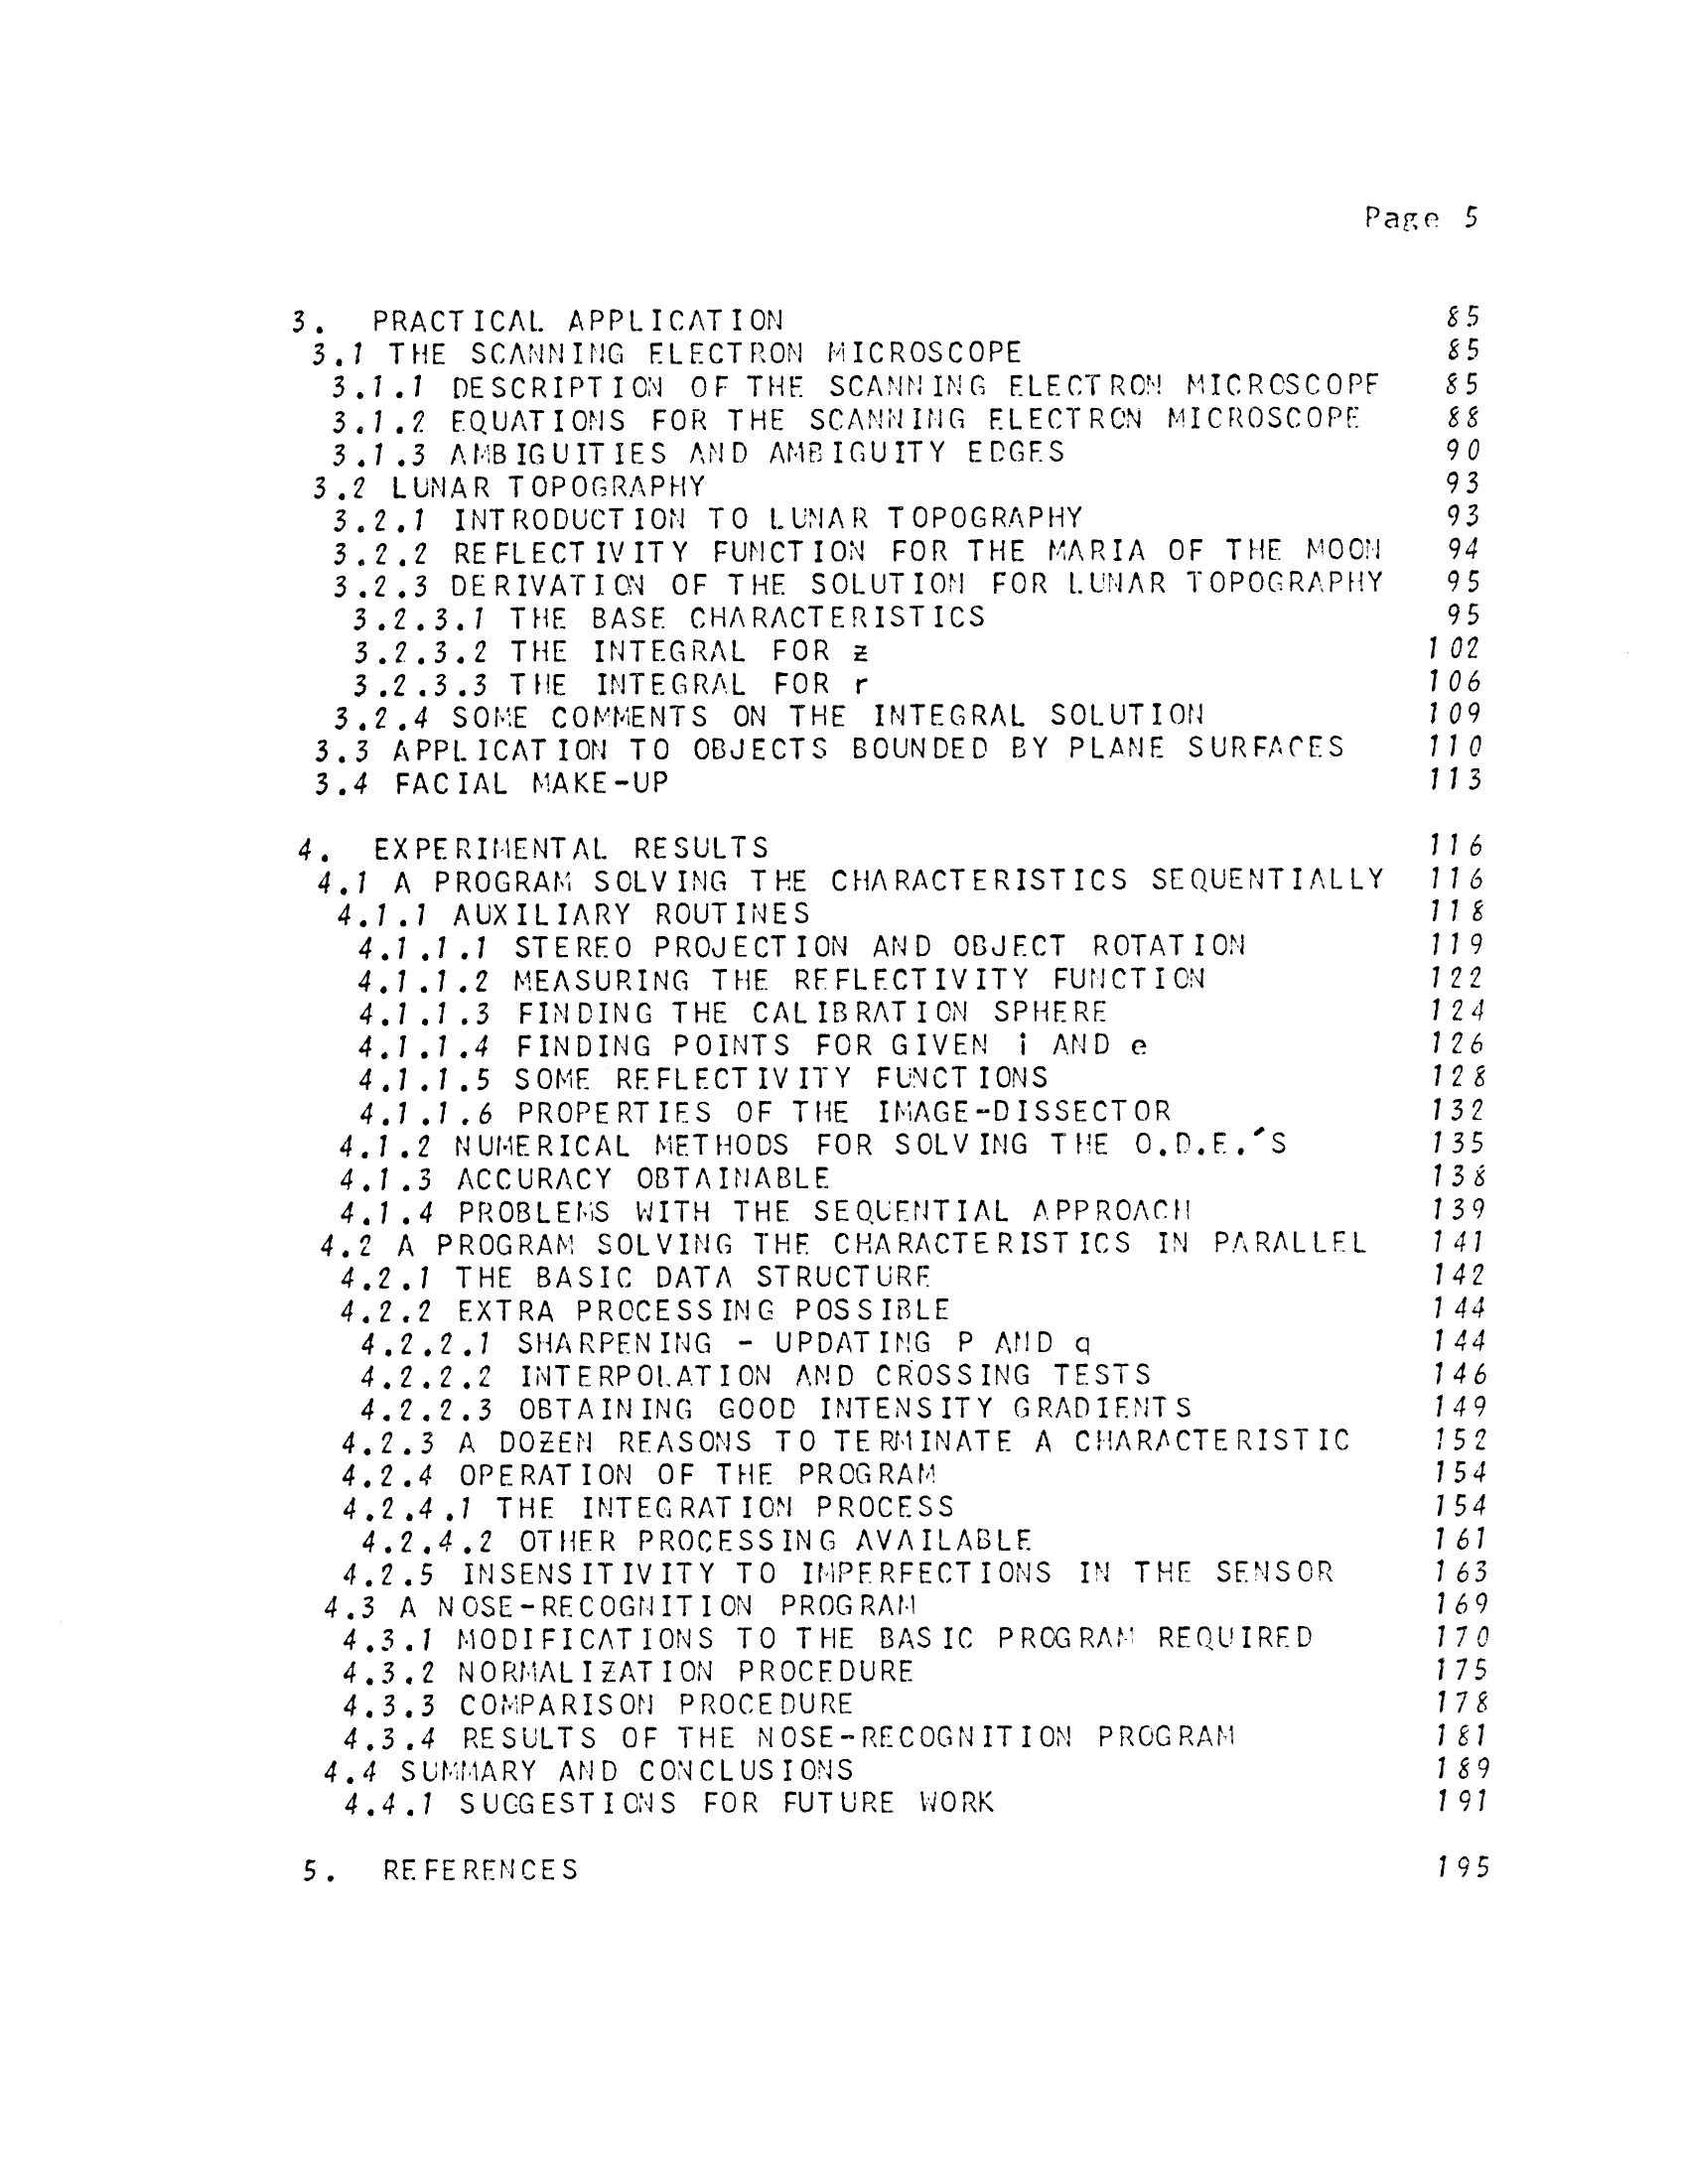 Page 5
3. PRACTICAL APPLICATION 85
3.1 THE SCANNING ELECTRON MICROSCOPE 85
3.1.1 DESCRIPTION OF THE SCANNING ELECTRON MICROSCOPE 85
3.1.2 EQUATIONS FOR THE SCANNING ELECTRON MICROSCOPE 88
3.1.3 AMBIGUITIES AND AMBIGUITY EDGES 90
3.2 LUNAR TOPOGRAPHY 93
3.2.1 INTRODUCTION TO LUNAR TOPOGRAPHY 93
3.2.2 REFLECTIVITY FUNCTION FOR THE MARIA OF THE MOON 94
3.2.3 DERIVATION OF THE SOLUTION FOR LUNAR TOPOGRAPHY 95
3.2.3.1 THE BASE CHARACTERISTICS 95
3.2.3.2 THE INTEGRAL FOR z 102
3.2.3.3 THE INTEGRAL FOR r 106
3.2.4 SOME COMMENTS ON THE INTEGRAL SOLUTION 109
3.3 APPLICATION TO OBJECTS BOUNDED BY PLANE SURFACES 110
3.4 FACIAL MAKE-UP 113
4. EXPERIMENTAL RESULTS 116
4.1 A PROGRAM SOLVING THE CHARACTERISTICS SEQUENTIALLY 116
4.1.1 AUXILIARY ROUTINES 118
4.1.1.1 STEREO PROJECTION AND OBJECT ROTATION 119
4.1.1.2 MEASURING THE REFLECTIVITY FUNCTION 122
4.1.1.3 FINDING THE CALIBRATION SPHERE 124
4.1.1.4 FINDING POINTS FOR GIVEN i AND e 126
4.1.1.5 SOME REFLECTIVITY FUNCTIONS 128
4.1.1.6 PROPERTIES OF THE IMAGE-DISSECTOR 132
4.1.2 NUMERICAL METHODS FOR SOLVING THE O.D.E.'S 135
4.1.3 ACCURACY OBTAINABLE 138
4.1.4 PROBLEMS WITH THE SEQUENTIAL APPROACH 139
4.2 A PROGRAM SOLVING THE CHARACTERISTICS IN PARALLEL 141
4.2.1 THE BASIC DATA STRUCTURE 142
4.2.2 EXTRA PROCESSING POSSIBLE 144
4.2.2.1 SHARPENING - UPDATING P AND q 144
4.2.2.2 INTERPOLATION AND CROSSING TESTS 146
4.2.2.3 OBTAINING GOOD INTENSITY GRADIENTS 149
4.2.3 A DOZEN REASONS TO TERMINATE A CHARACTERISTIC 152
4.2.4 OPERATION OF THE PROGRAM 154
4.2.4.1 THE INTEGRATION PROCESS 154
4.2.4.2 OTHER PROCESSING AVAILABLE 161
4.2.5 INSENSITIVITY TO IMPERFECTIONS IN THE SENSOR 163
4.3 A NOSE-RECOGNITION PROGRAM 169
4.3.1 MODIFICATIONS TO THE BASIC PROGRAM REQUIRED 170
4.3.2 NORMALIZATION PROCEDURE 175
4.3.3 COMPARISON PROCEDURE 178
4.3.4 RESULTS OF THE NOSE-RECOGNITION PROGRAM 181
4.4 SUMMARY AND CONCLUSIONS 189
4.4.1 SUGGESTIONS FOR FUTURE WORK 191
5. REFERENCES 195